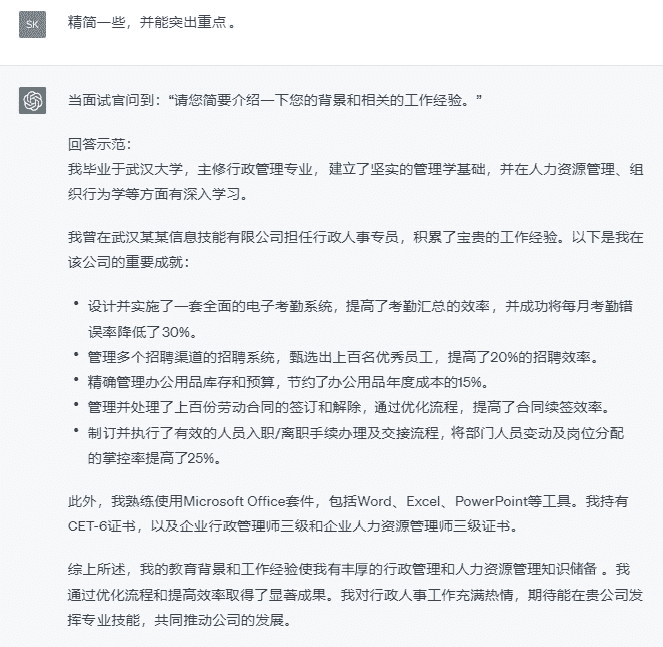 SK
精简一些，并能突出重点。
当面试官问到：“请您简要介绍一下您的背景和相关的工作经验。”
回答示范：
我毕业于武汉大学，主修行政管理专业，建立了坚实的管理学基础，并在人力资源管理、组
织行为学等方面有深入学习。
我曾在武汉某某信息技能有限公司担任行政人事专员，积累了宝贵的工作经验。以下是我在
该公司的重要成就：
• 设计并实施了一套全面的电子考勤系统，提高了考勤汇总的效率，并成功将每月考勤错
误率降低了30%。
• 管理多个招聘渠道的招聘系统，甄选出上百名优秀员工，提高了20%的招聘效率。
• 精确管理办公用品库存和预算，节约了办公用品年度成本的15%。
• 管理并处理了上百份劳动合同的签订和解除，通过优化流程，提高了合同续签效率。
• 制订并执行了有效的人员入职/离职手续办理及交接流程，将部门人员变动及岗位分配
的掌控率提高了25%。
此外，我熟练使用Microsoft Office套件，包括Word、Excel、PowerPoint等工具。我持有
CET-6证书，以及企业行政管理师三级和企业人力资源管理师三级证书。
综上所述，我的教育背景和工作经验使我有丰厚的行政管理和人力资源管理知识储备 。我
通过优化流程和提高效率取得了显著成果。我对行政人事工作充满热情，期待能在贵公司发
挥专业技能，共同推动公司的发展。